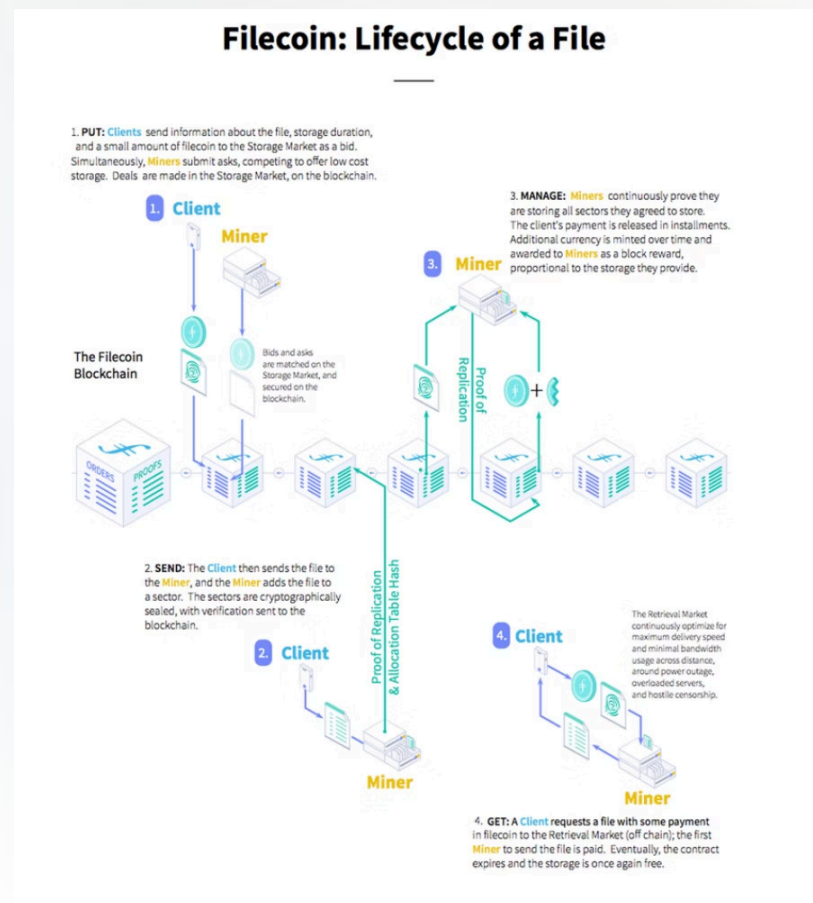 Filecoin: Lifecycle of a File
1. PUT: Clients send information about the file, storage duration,
and a small amount of filecoin to the Storage Market as a bid.
Simultaneously, Miners submit asks, competing to offer low cost
storage. Deals are made in the Storage Market, on the blockchain.
1. Client
Miner
The Filecoin
Blockchain
Bids and asks
are matched on the
Storage Market, and
secured on the
blockchain.
3. MANAGE: Miners continuously prove they
are storing all sectors they agreed to store.
The client's payment is released in installments.
Additional currency is minted over time and
awarded to Miners as a block reward,
proportional to the storage they provide.
3. Miner
Proof of
Replication
+
ORDERS
PROOFS
2. SEND: The Client then sends the file to
the Miner, and the Miner adds the file to
a sector. The sectors are cryptographically
sealed, with verification sent to the
blockchain.
2. Client
Proof of Replication
& Allocation Table Hash
Miner
4. Client
The Retrieval Market
continuously optimize for
maximum delivery speed
and minimal bandwidth
usage across distance,
around power outage,
overloaded servers,
and hostile censorship.
Miner
4. GET: A Client requests a file with some payment
in filecoin to the Retrieval Market (off chain); the first
Miner to send the file is paid. Eventually, the contract
expires and the storage is once again free.